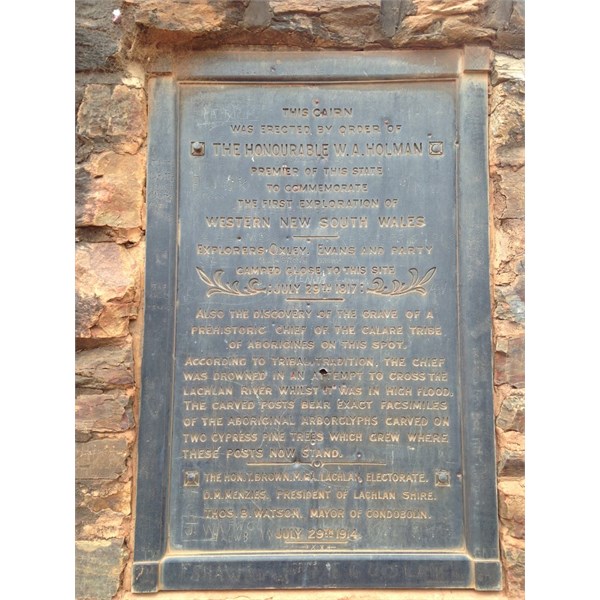 THIS CAIRN
WAS ERECTED BY ORDER OF
THE HONOURABLE W.A. HOLMAN
PREMIER OF THIS STATE
TO COMMEMORATE
THE FIRST EXPLORATION OF
WESTERN NEW SOUTH WALES
EXPLORERS OXLEY, EVANS AND PARTY
CAMPED CLOSE TO THIS SITE
JULY 29TH 1817
ALSO THE DISCOVERY OF THE GRAVE OF A
PREHISTORIC CHIEF OF THE CALARE TRIBE
OF ABORIGINES ON THIS SPOT.
ACCORDING TO TRIBAL TRADITION, THE CHIEF
WAS DROWNED IN AN ATTEMPT TO CROSS THE
LACHLAN RIVER WHILST IT WAS IN HIGH FLOOD.
THE CARVED POSTS BEAR EXACT FACSIMILES
OF THE ABORIGINAL ARBORGLYPHS CARVED ON
TWO CYPRESS PINE TREES WHICH GREW WHERE
THESE POSTS NOW STAND.
THE HON. T. BROWN. M.L.A. LACHLAN, ELECTORATE.
D.M. MENZIES, PRESIDENT OF LACHLAN SHIRE.
THOS. B. WATSON, MAYOR OF CONDOBOLIN.
JULY 29TH 1914